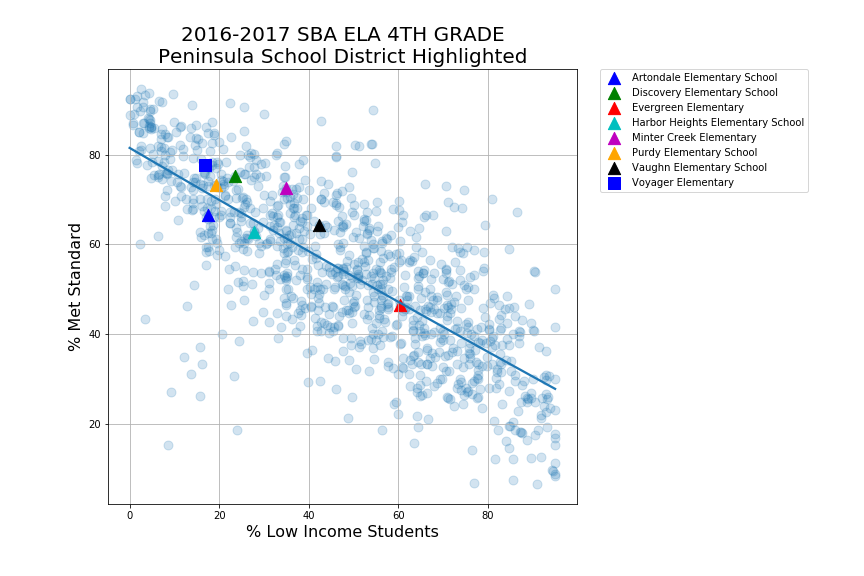 2016-2017 SBA ELA 4TH GRADE
Peninsula School District Highlighted
Artondale Elementary School
Discovery Elementary School
Evergreen Elementary
Harbor Heights Elementary School
Minter Creek Elementary
Purdy Elementary School
Vaughn Elementary School
Voyager Elementary
% Met Standard
80
60
40
20
0
20
40
60
80
% Low Income Students